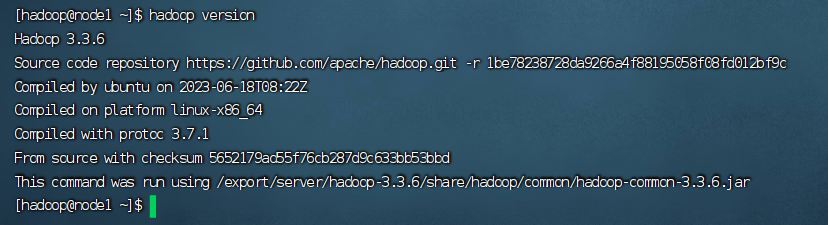 [hadoop@node1 ~]$ hadoop version
Hadoop 3.3.6
Source code repository https://github.com/apache/hadoop.git -r 1be78238728da9266a4f88195058f08fd012bf9c
Compiled by ubuntu on 2023-06-18T08:22Z
Compiled on platform linux-x86_64
Compiled with protoc 3.7.1
From source with checksum 5652179ad55f76cb287d9c633bb53bbd
This command was run using /export/server/hadoop-3.3.6/share/hadoop/common/hadoop-common-3.3.6.jar
[hadoop@node1 ~]$